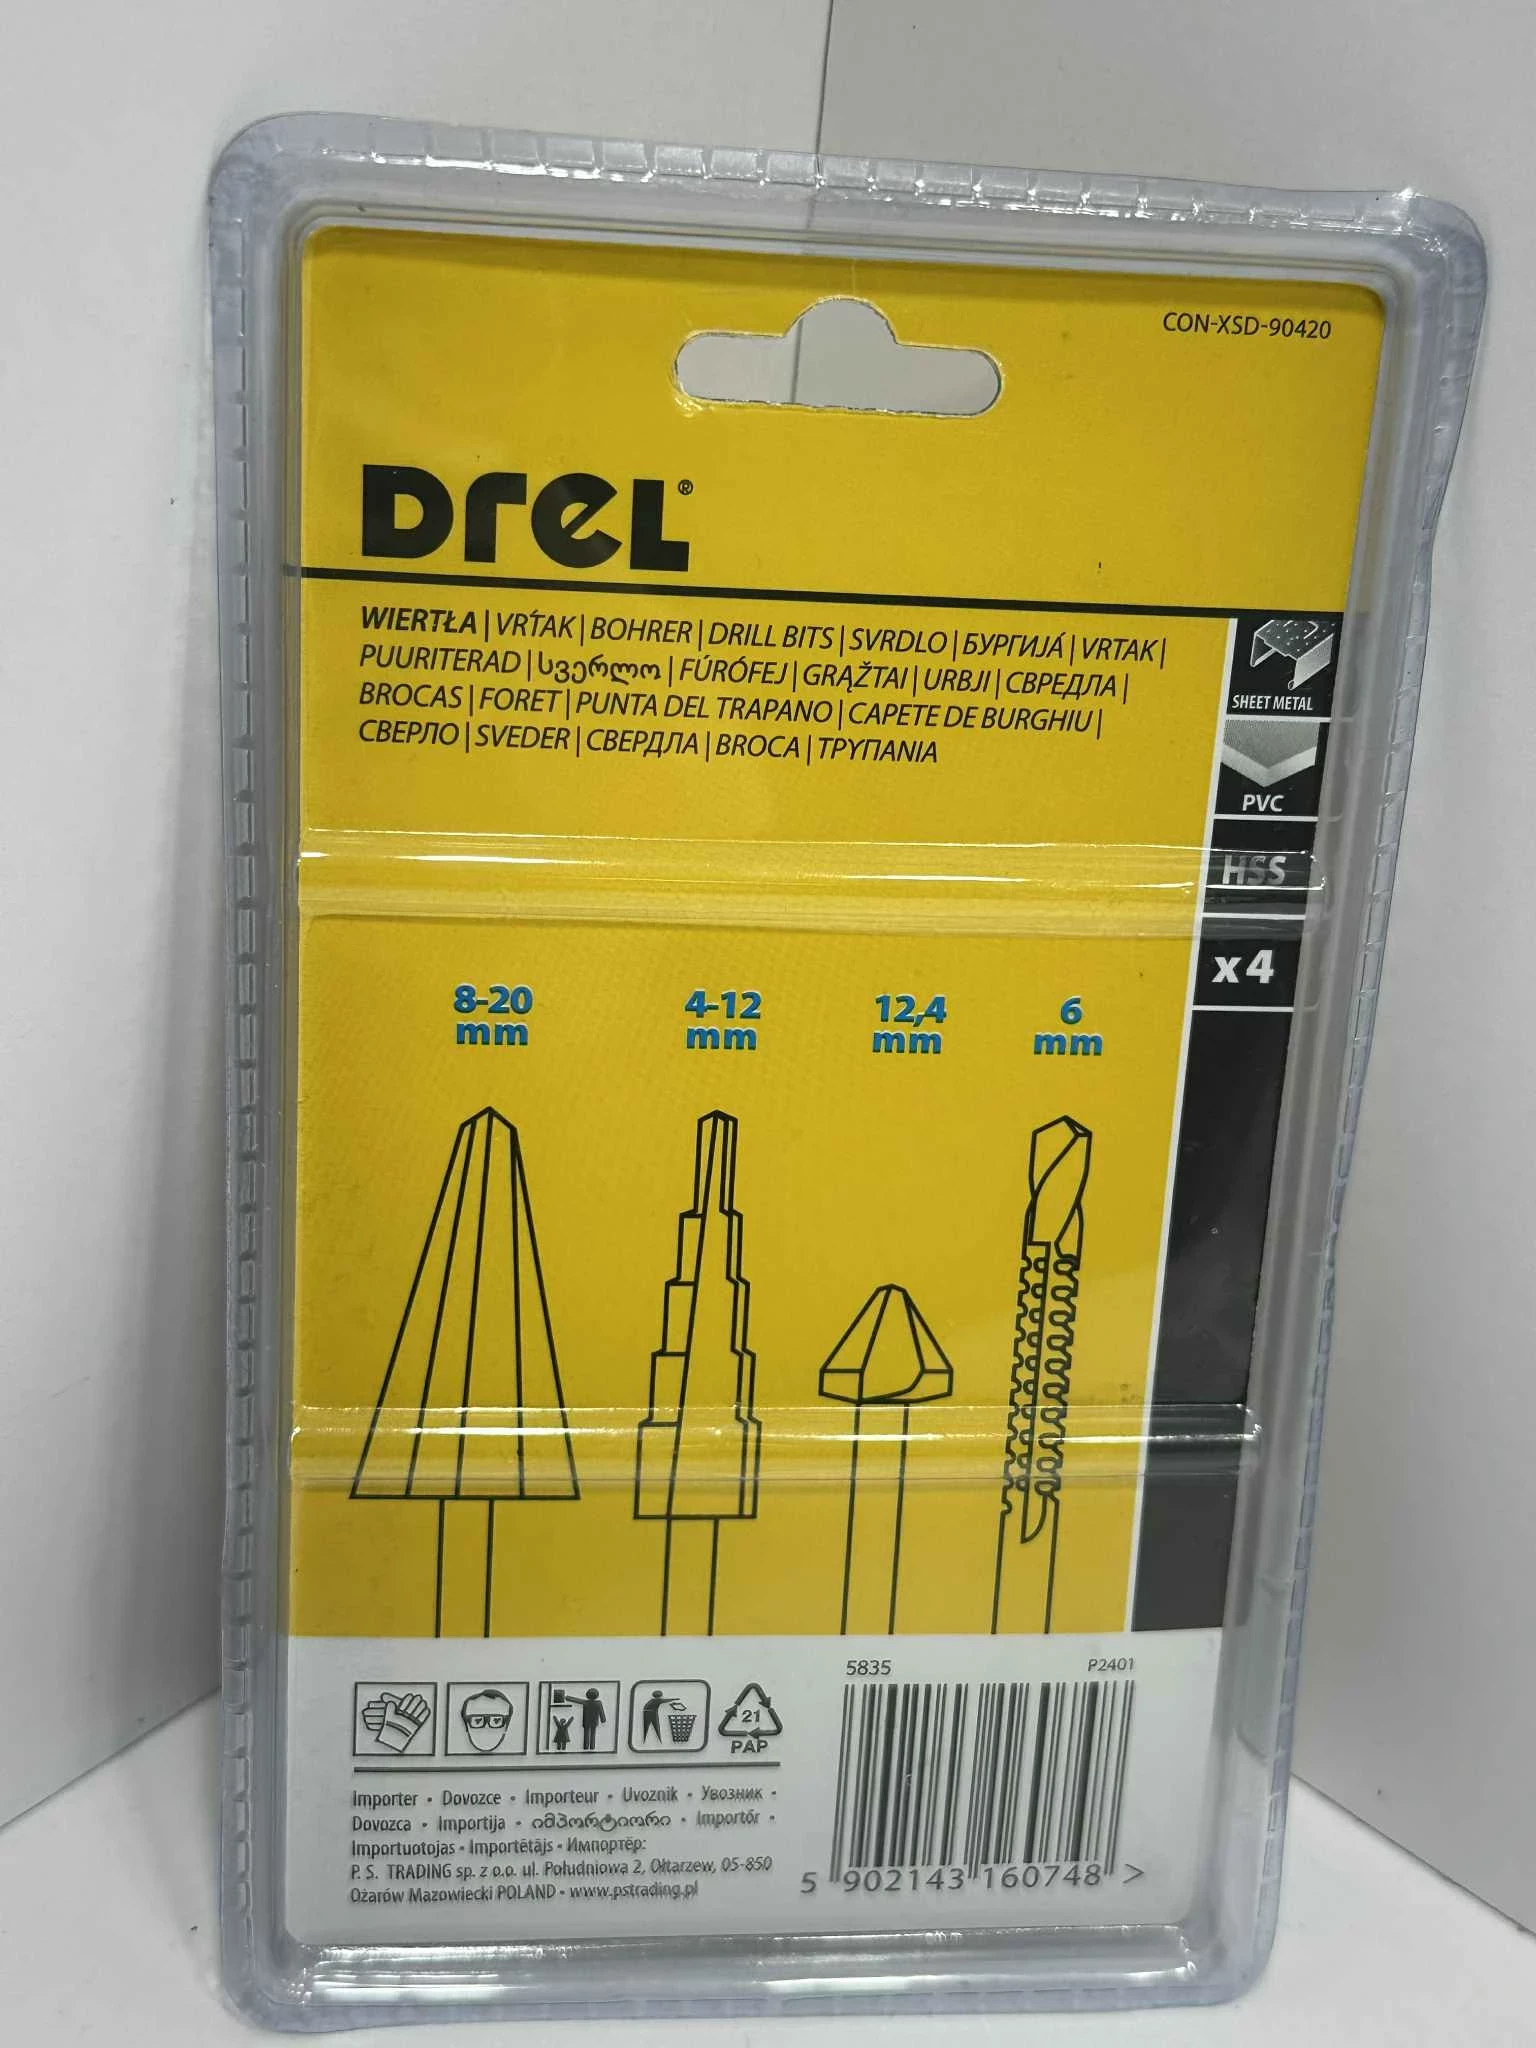 CON-XSD-90420
Drel®
WIERTŁA | VRŤAK | BOHRER | DRILL BITS | SVRDLO | БУРГИЈА́ | VRTAK |
PUURITERAD | სვერლო | FÚRÓFEJ | GRĄŽTAI | URBJI | СВРЕДЛА |
BROCAS | FORET | PUNTA DEL TRAPANO | CAPETE DE BURGHIU |
СВЕРЛО | SVEDER | СВЕРДЛА | BROCA | ΤΡΥΠΑΝΙΑ
SHEET METAL
PVC
HSS
x4
8-20 mm
4-12 mm
12,4 mm
6 mm
5835
P2401
21
PAP
Importer • Dovozce • Importeur • Uvoznik • Увозник •
Dovozca • Importija • იმპორტიორი • Importőr •
Importuotojas • Importētājs • Импортёр:
P. S. TRADING sp. z o.o. ul. Południowa 2, Ołtarzew, 05-850
Ożarów Mazowiecki POLAND • www.pstrading.pl
5 902143 160748 >